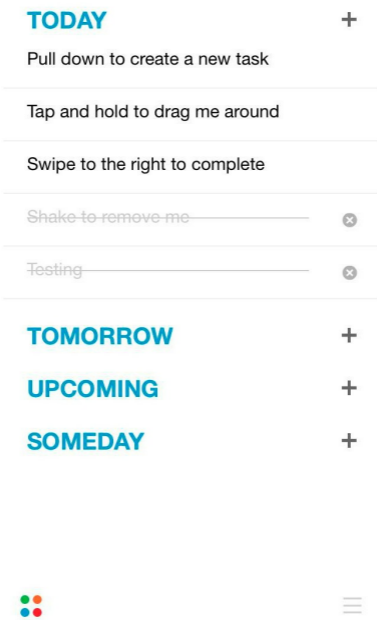 TODAY
Pull down to create a new task
Tap and hold to drag me around
Swipe to the right to complete
Shake to remove me
Testing
TOMORROW
UPCOMING
SOMEDAY